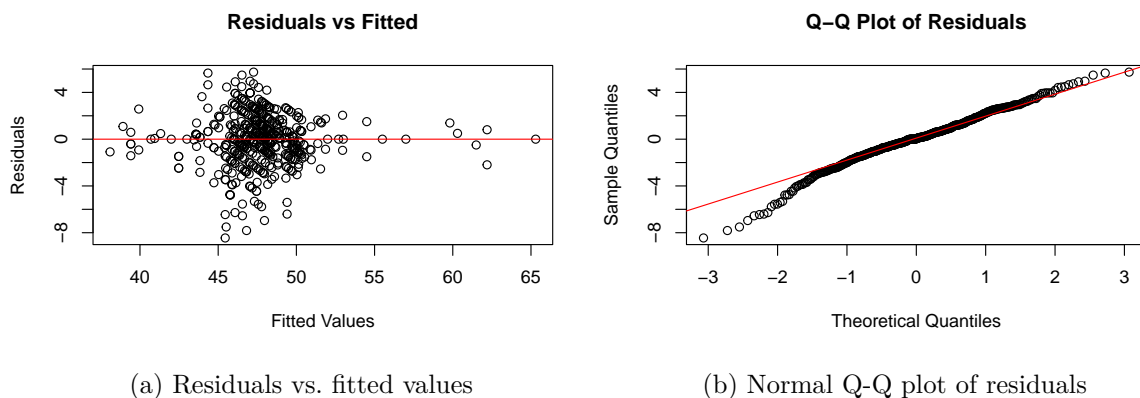 Residuals vs Fitted
Residuals
4
0
−4
−8
40 45 50 55 60 65
Fitted Values
(a) Residuals vs. fitted values
Q−Q Plot of Residuals
Sample Quantiles
4
0
−4
−8
−3 −2 −1 0 1 2 3
Theoretical Quantiles
(b) Normal Q-Q plot of residuals